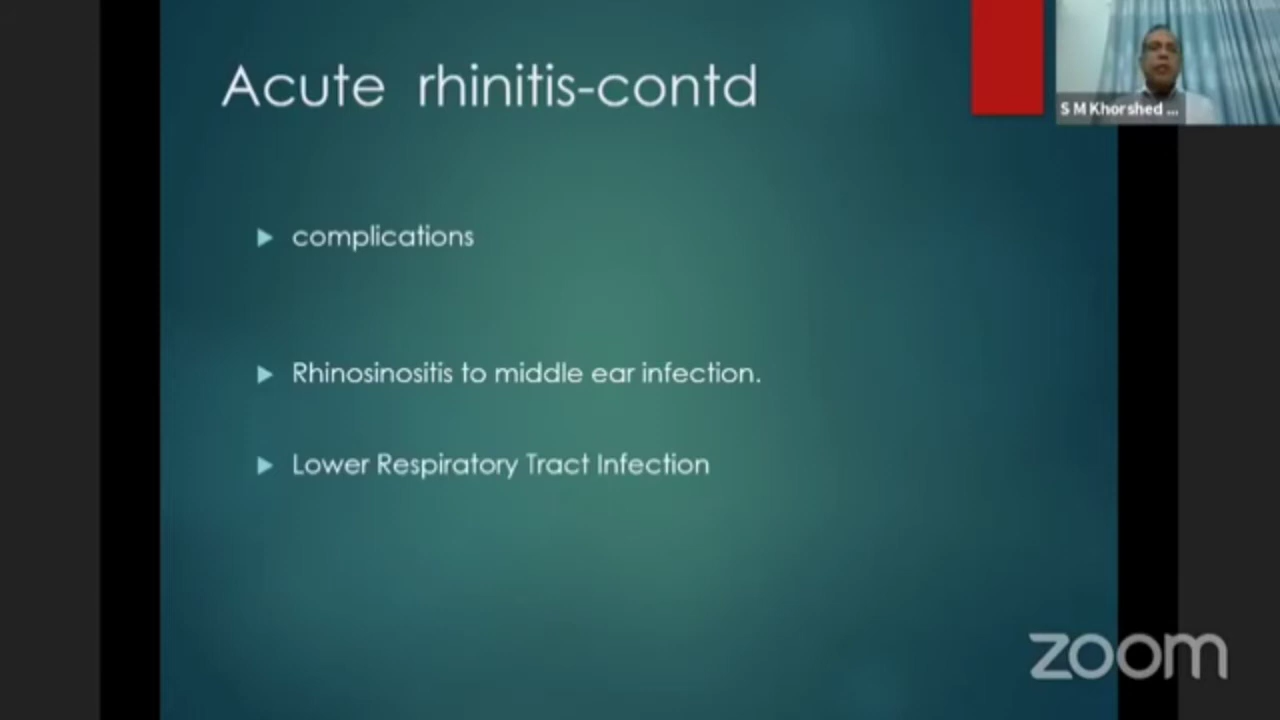 Acute rhinitis-contd
S M Khorshed ...
complications
Rhinosinositis to middle ear infection.
Lower Respiratory Tract Infection
zoom